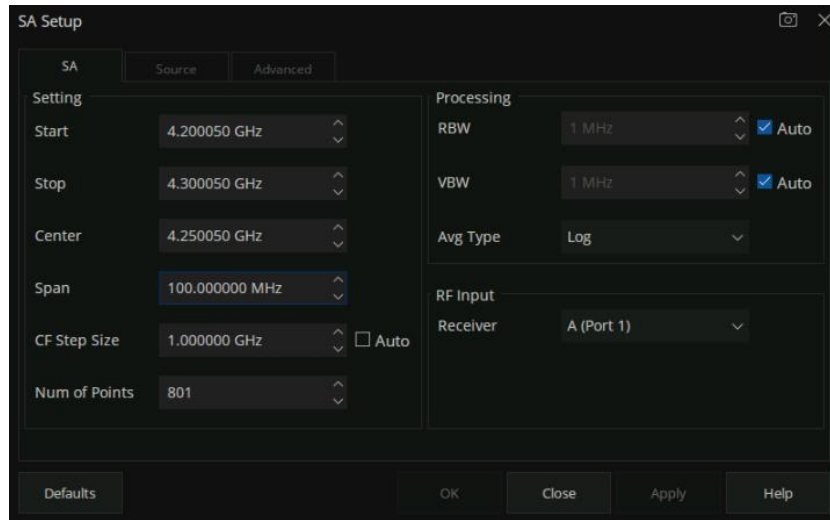 SA Setup
SA
Source
Advanced
Setting
Start 4.200050 GHz
Stop 4.300050 GHz
Center 4.250050 GHz
Span 100.000000 MHz
CF Step Size 1.000000 GHz Auto
Num of Points 801
Processing
RBW 1 MHz Auto
VBW 1 MHz Auto
Avg Type Log
RF Input
Receiver A (Port 1)
Defaults
OK
Close
Apply
Help